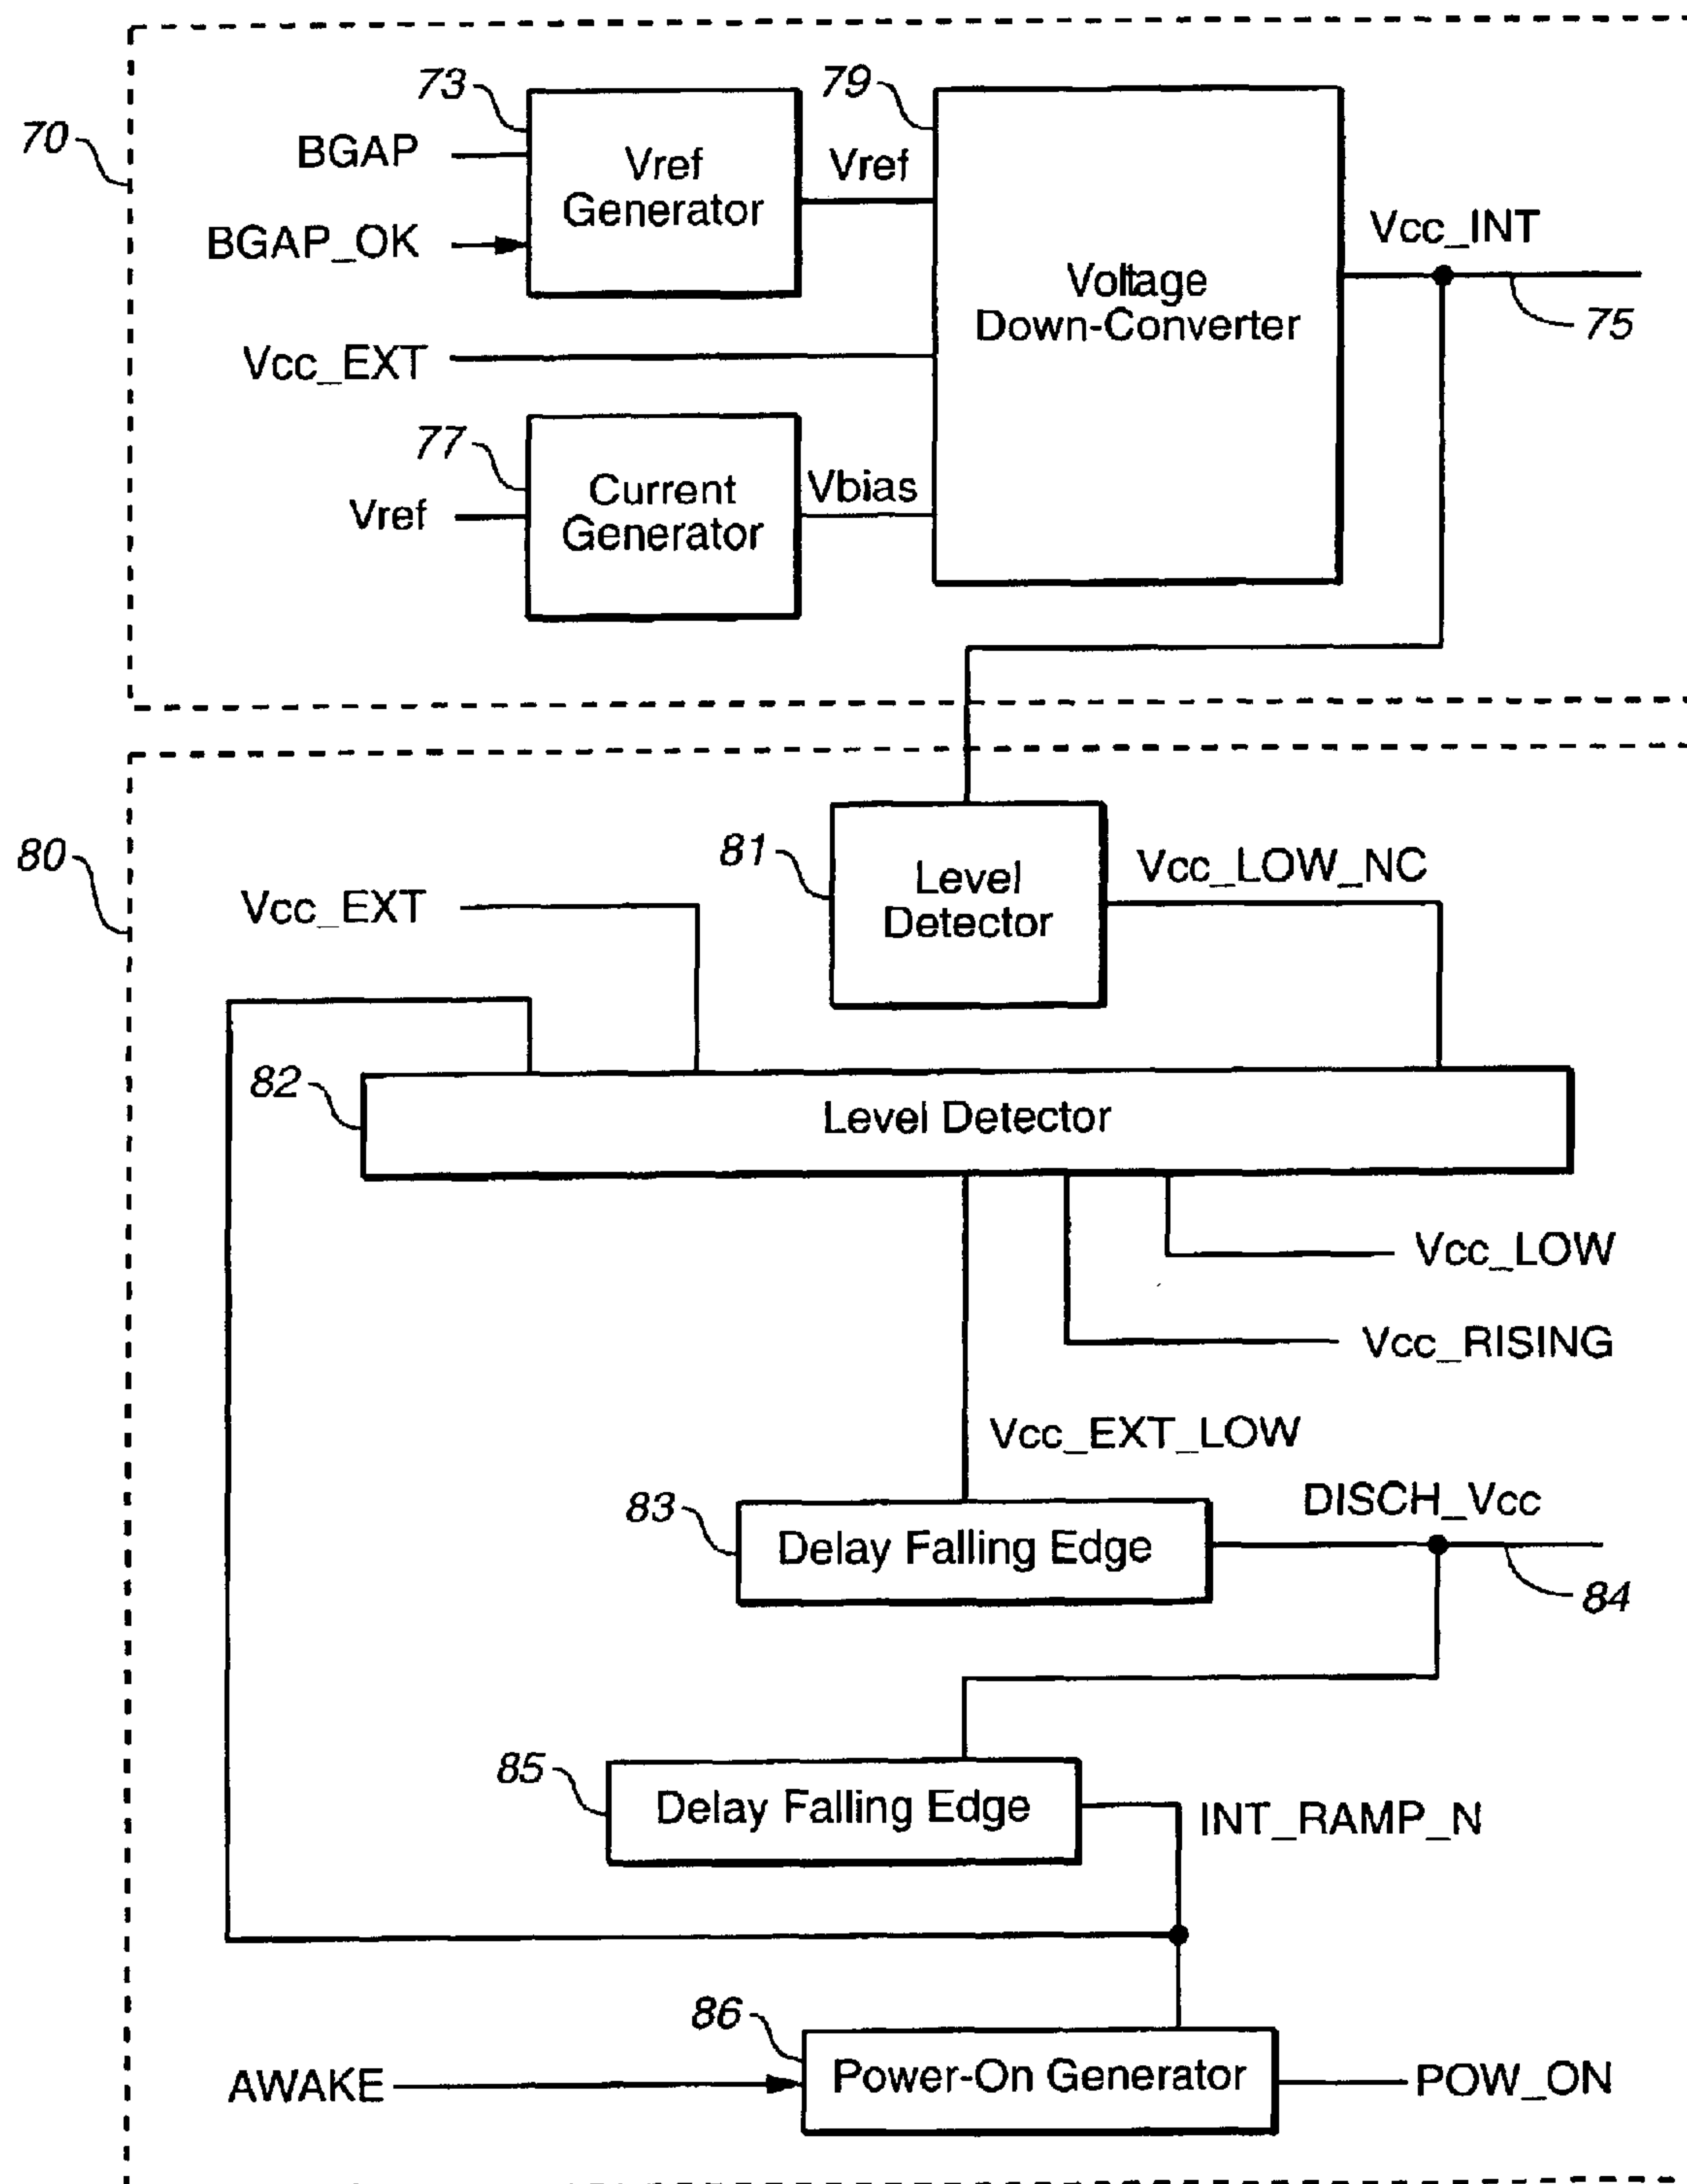 73
79
70
BGAP
Vref
Generator
Vref
BGAP_OK
Vcc_INT
Voltage
Down-Converter
75
Vcc_EXT
77
Current
Generator
Vbias
Vref
80
81
Level
Detector
Vcc_LOW_NC
Vcc_EXT
82
Level Detector
Vcc_LOW
Vcc_RISING
Vcc_EXT_LOW
83
Delay Falling Edge
DISCH_Vcc
84
85
Delay Falling Edge
INT_RAMP_N
86
AWAKE
Power-On Generator
POW_ON